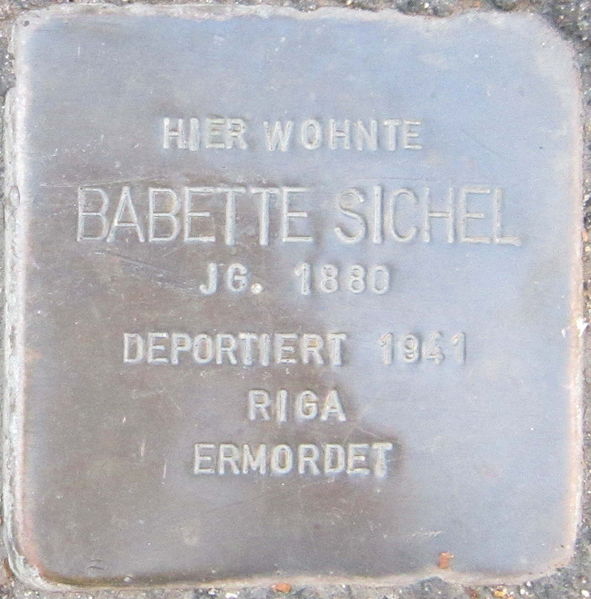 HIER WOHNTE
BABETTE SICHEL
JG. 1880
DEPORTIERT 1941
RIGA
ERMORDET